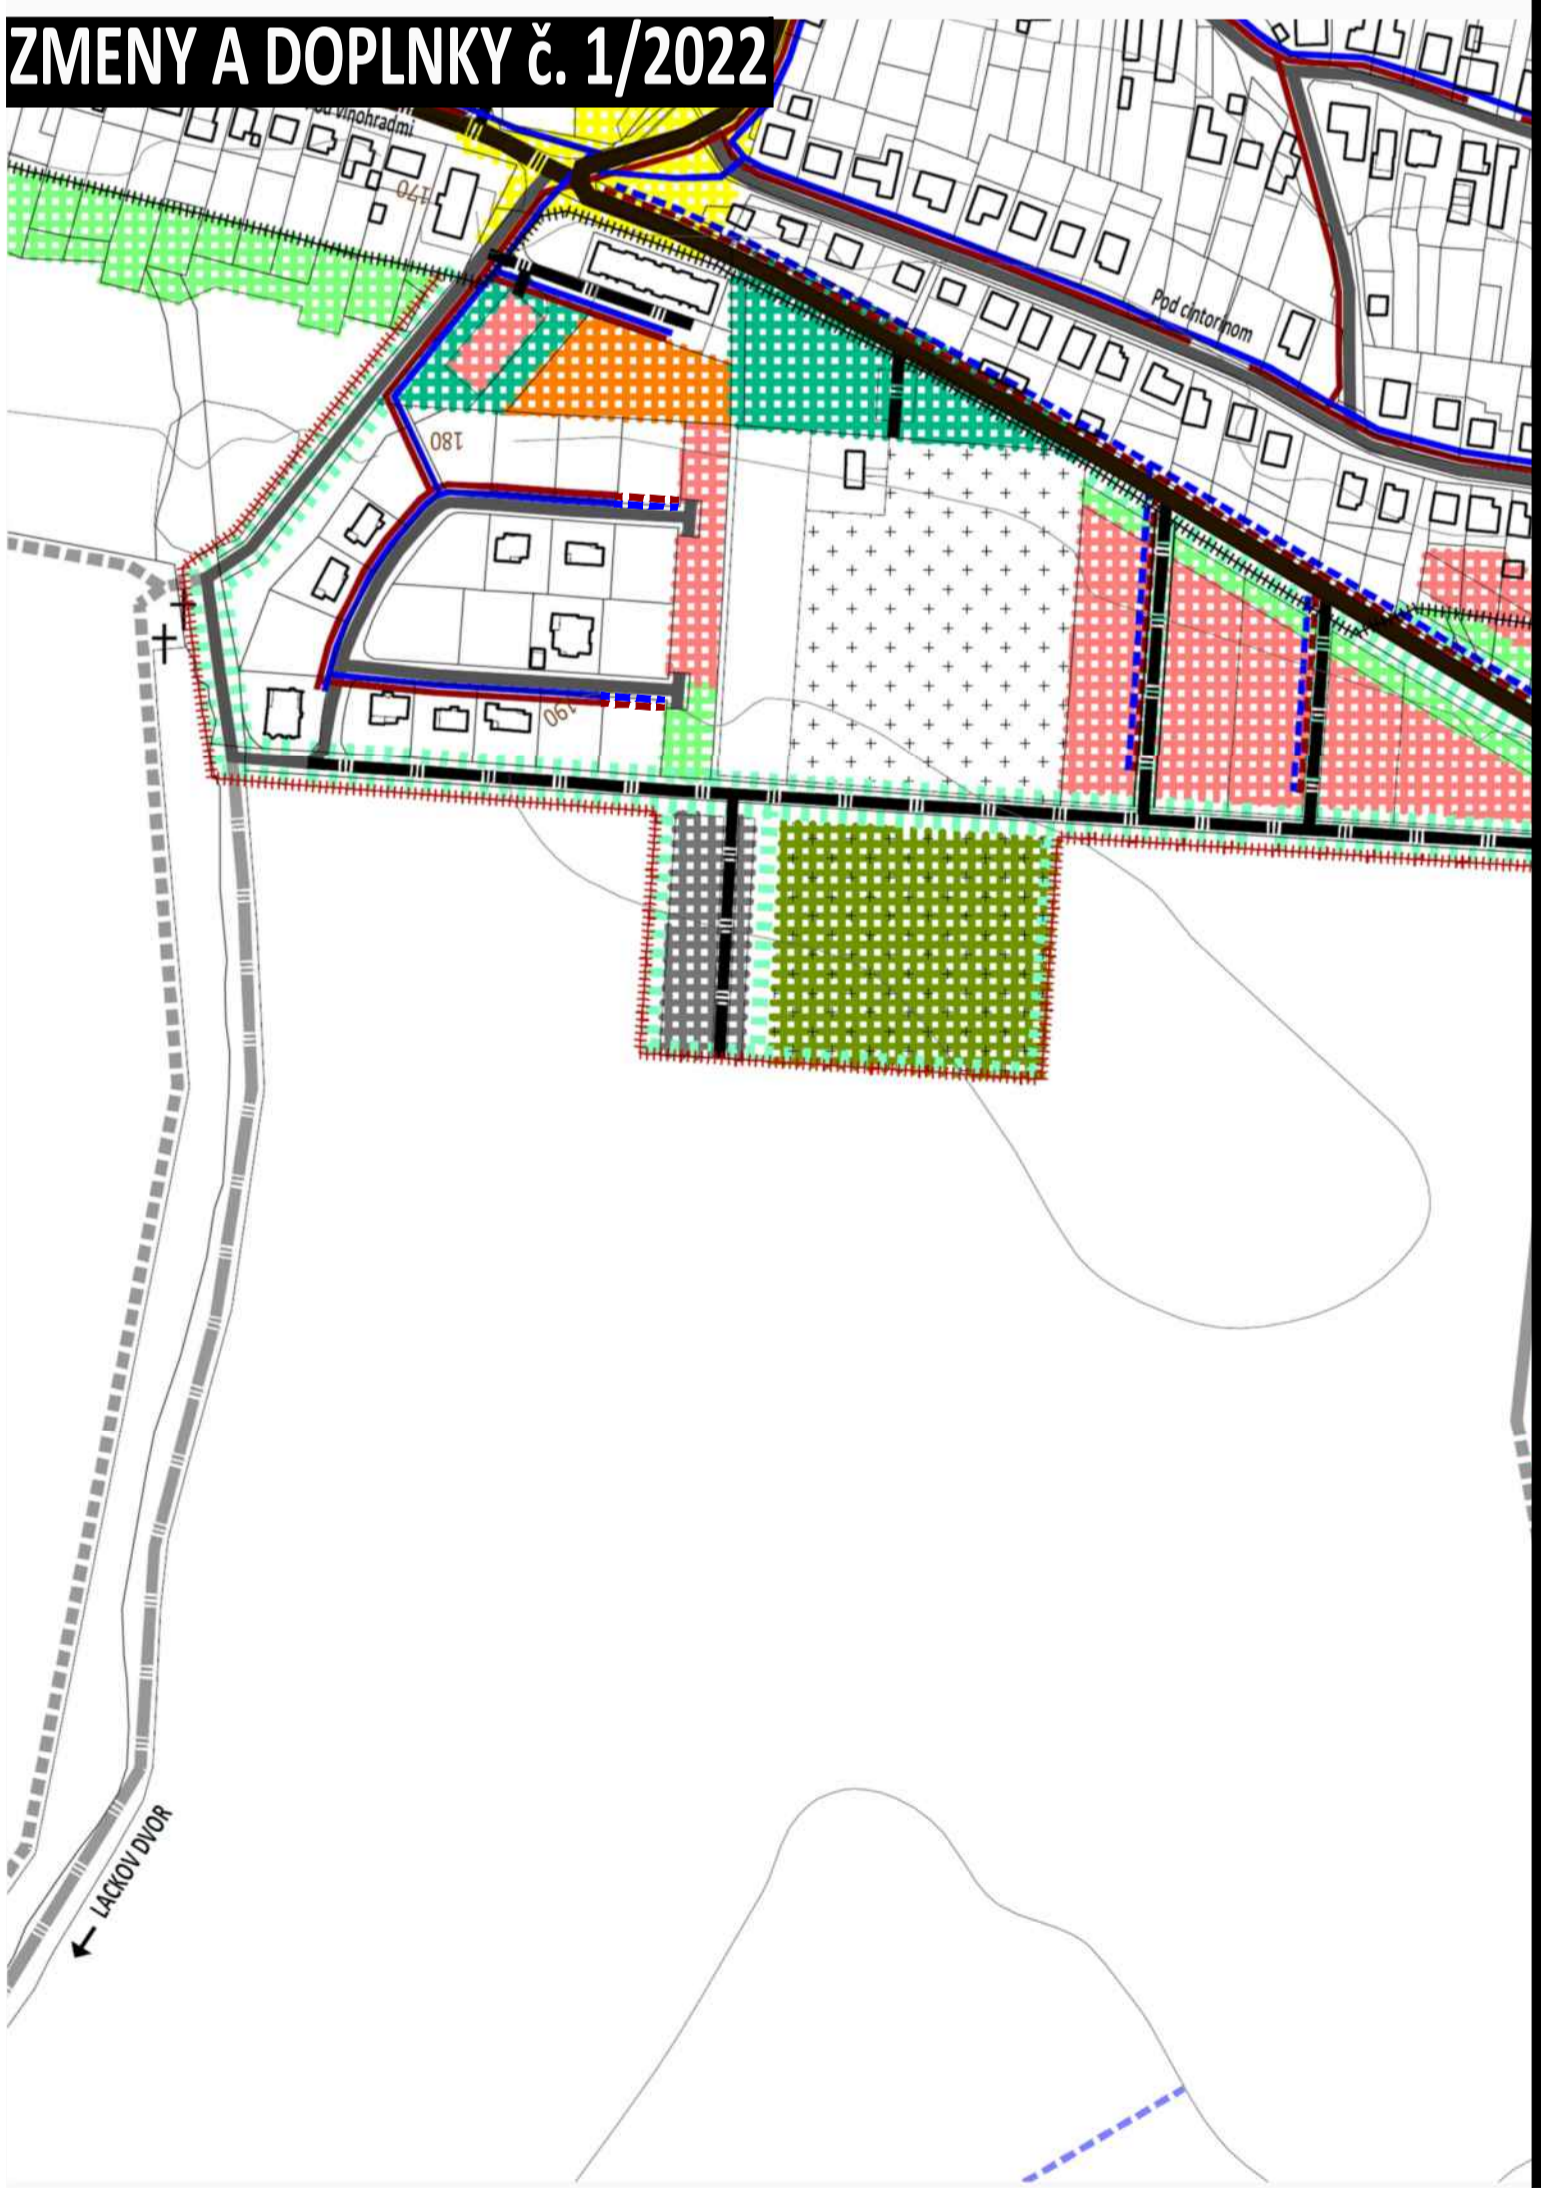 ZMENY A DOPLNKY č. 1/2022
Pod vinohradmi
170
Pod cintorínom
180
190
LACKOV DVOR